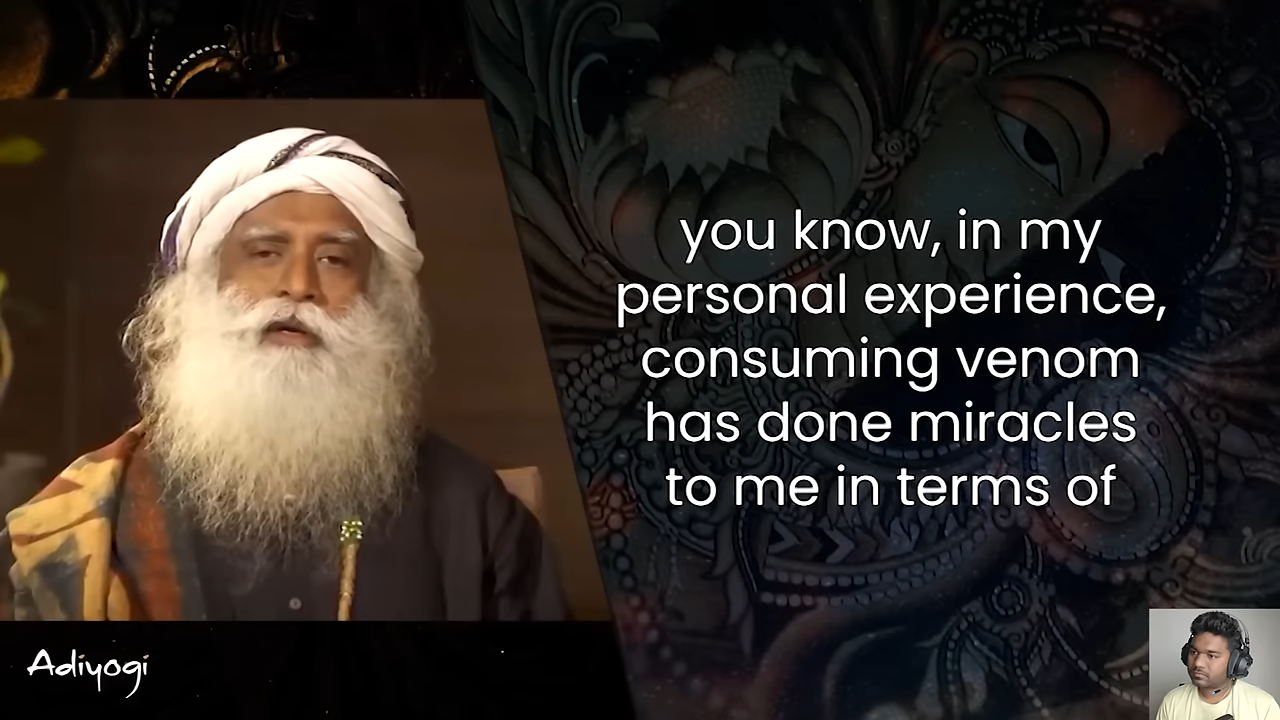 you know, in my
personal experience,
consuming venom
has done miracles
to me in terms of
Adiyogi